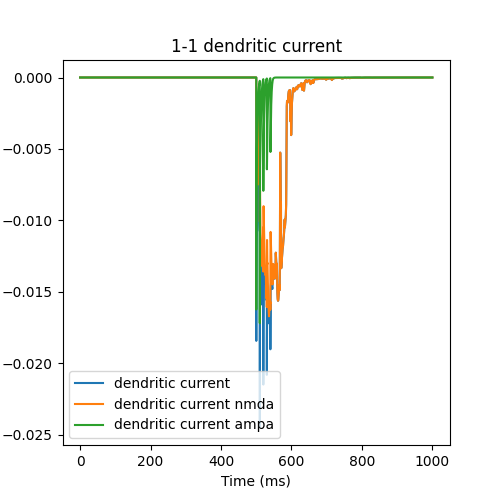 1-1 dendritic current
0.000
−0.005
−0.010
−0.015
−0.020
−0.025
dendritic current
dendritic current nmda
dendritic current ampa
0 200 400 600 800 1000
Time (ms)